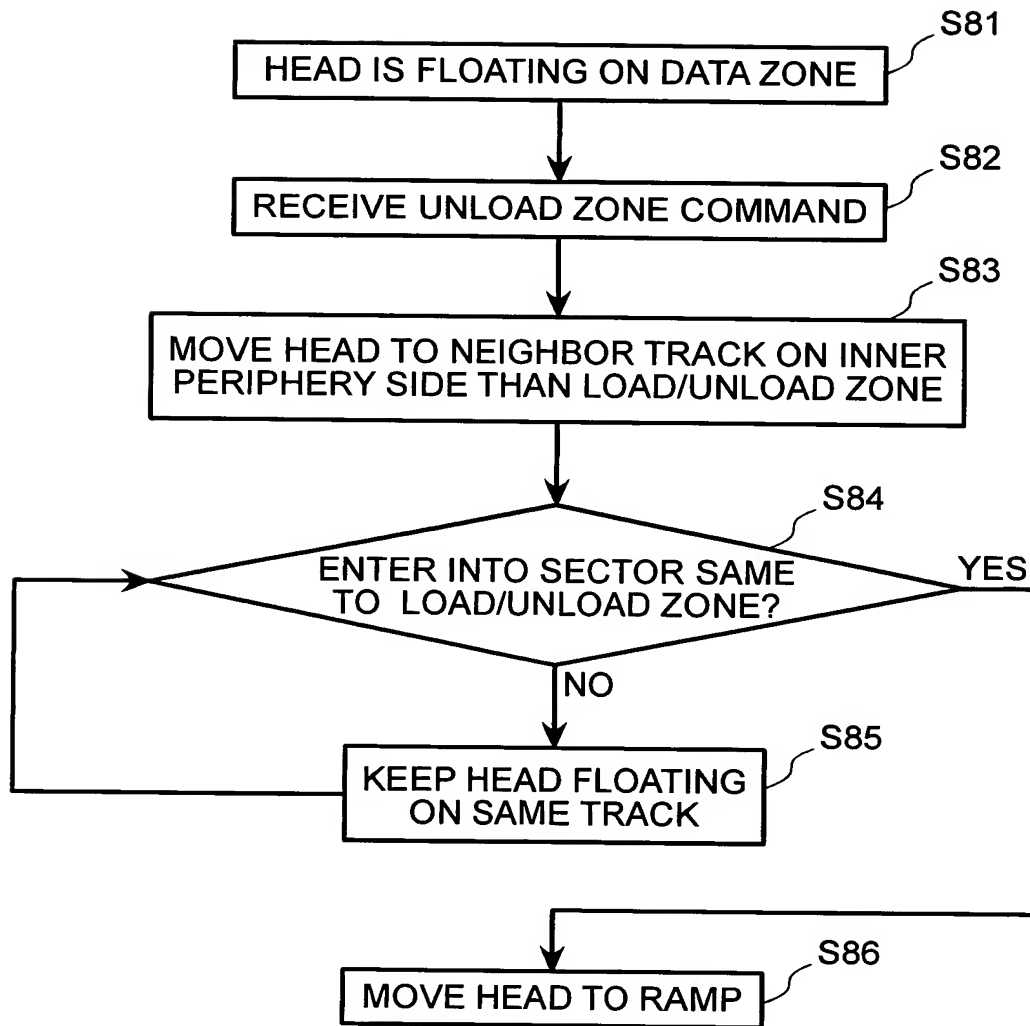 S81
HEAD IS FLOATING ON DATA ZONE
S82
RECEIVE UNLOAD ZONE COMMAND
S83
MOVE HEAD TO NEIGHBOR TRACK ON INNER
PERIPHERY SIDE THAN LOAD/UNLOAD ZONE
S84
ENTER INTO SECTOR SAME
TO LOAD/UNLOAD ZONE?
YES
NO
S85
KEEP HEAD FLOATING
ON SAME TRACK
S86
MOVE HEAD TO RAMP